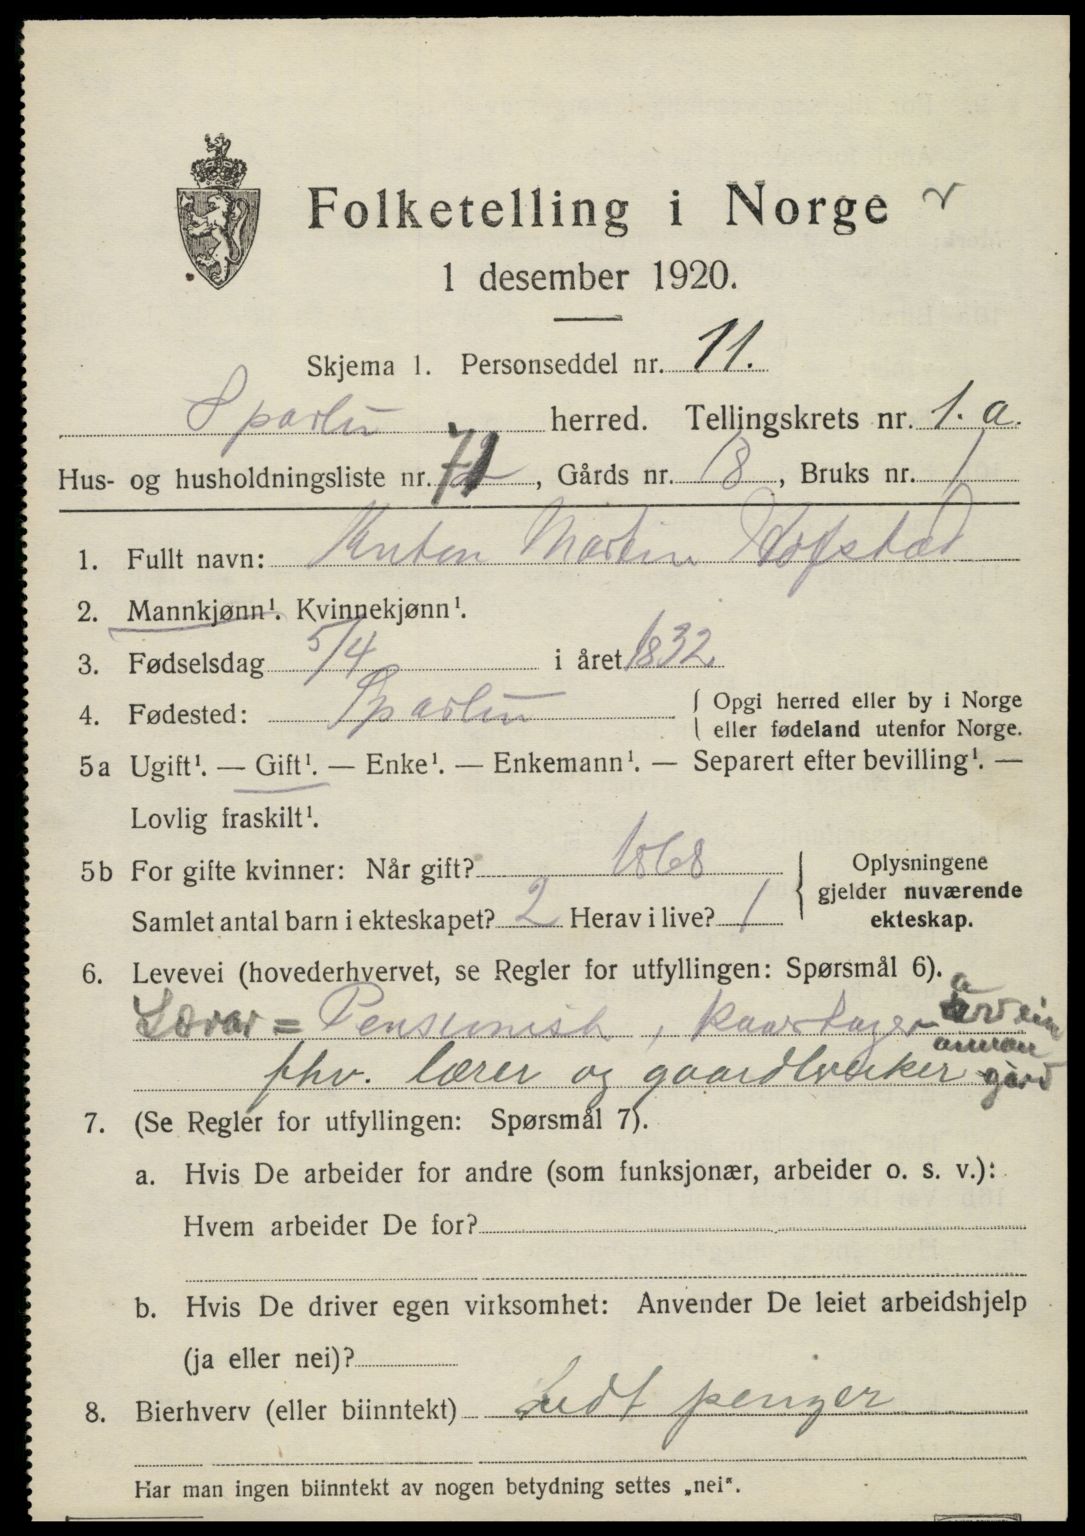 Folketelling i Norge
1 desember 1920.
Skjema 1. Personseddel nr. 11.
Sparbu herred. Tellingskrets nr. 1. a.
Hus- og husholdningsliste nr. 71, Gårds nr. 18, Bruks nr. 1
1. Fullt navn: Anton Martin Hofstad
2. Mannkjønn¹. Kvinnekjønn¹.
3. Fødselsdag 5/4 i året 1832.
4. Fødested: Sparbu { Opgi herred eller by i Norge
eller fødeland utenfor Norge.
5a Ugift¹. — Gift¹. — Enke¹. — Enkemann¹. — Separert efter bevilling¹. —
Lovlig fraskilt¹.
5b For gifte kvinner: Når gift? 1868
Samlet antal barn i ekteskapet? 2 Herav i live? 1
} Oplysningene
gjelder nuværende
ekteskap.
6. Levevei (hovederhvervet, se Regler for utfyllingen: Spørsmål 6).
Lærar = Pensionist, kaartager
fhv. lærer og gaardbruker gård
7. (Se Regler for utfyllingen: Spørsmål 7).
a. Hvis De arbeider for andre (som funksjonær, arbeider o. s. v.):
Hvem arbeider De for?
b. Hvis De driver egen virksomhet: Anvender De leiet arbeidshjelp
(ja eller nei)?
8. Bierhverv (eller biinntekt) Litt penger
Har man ingen biinntekt av nogen betydning settes „nei".